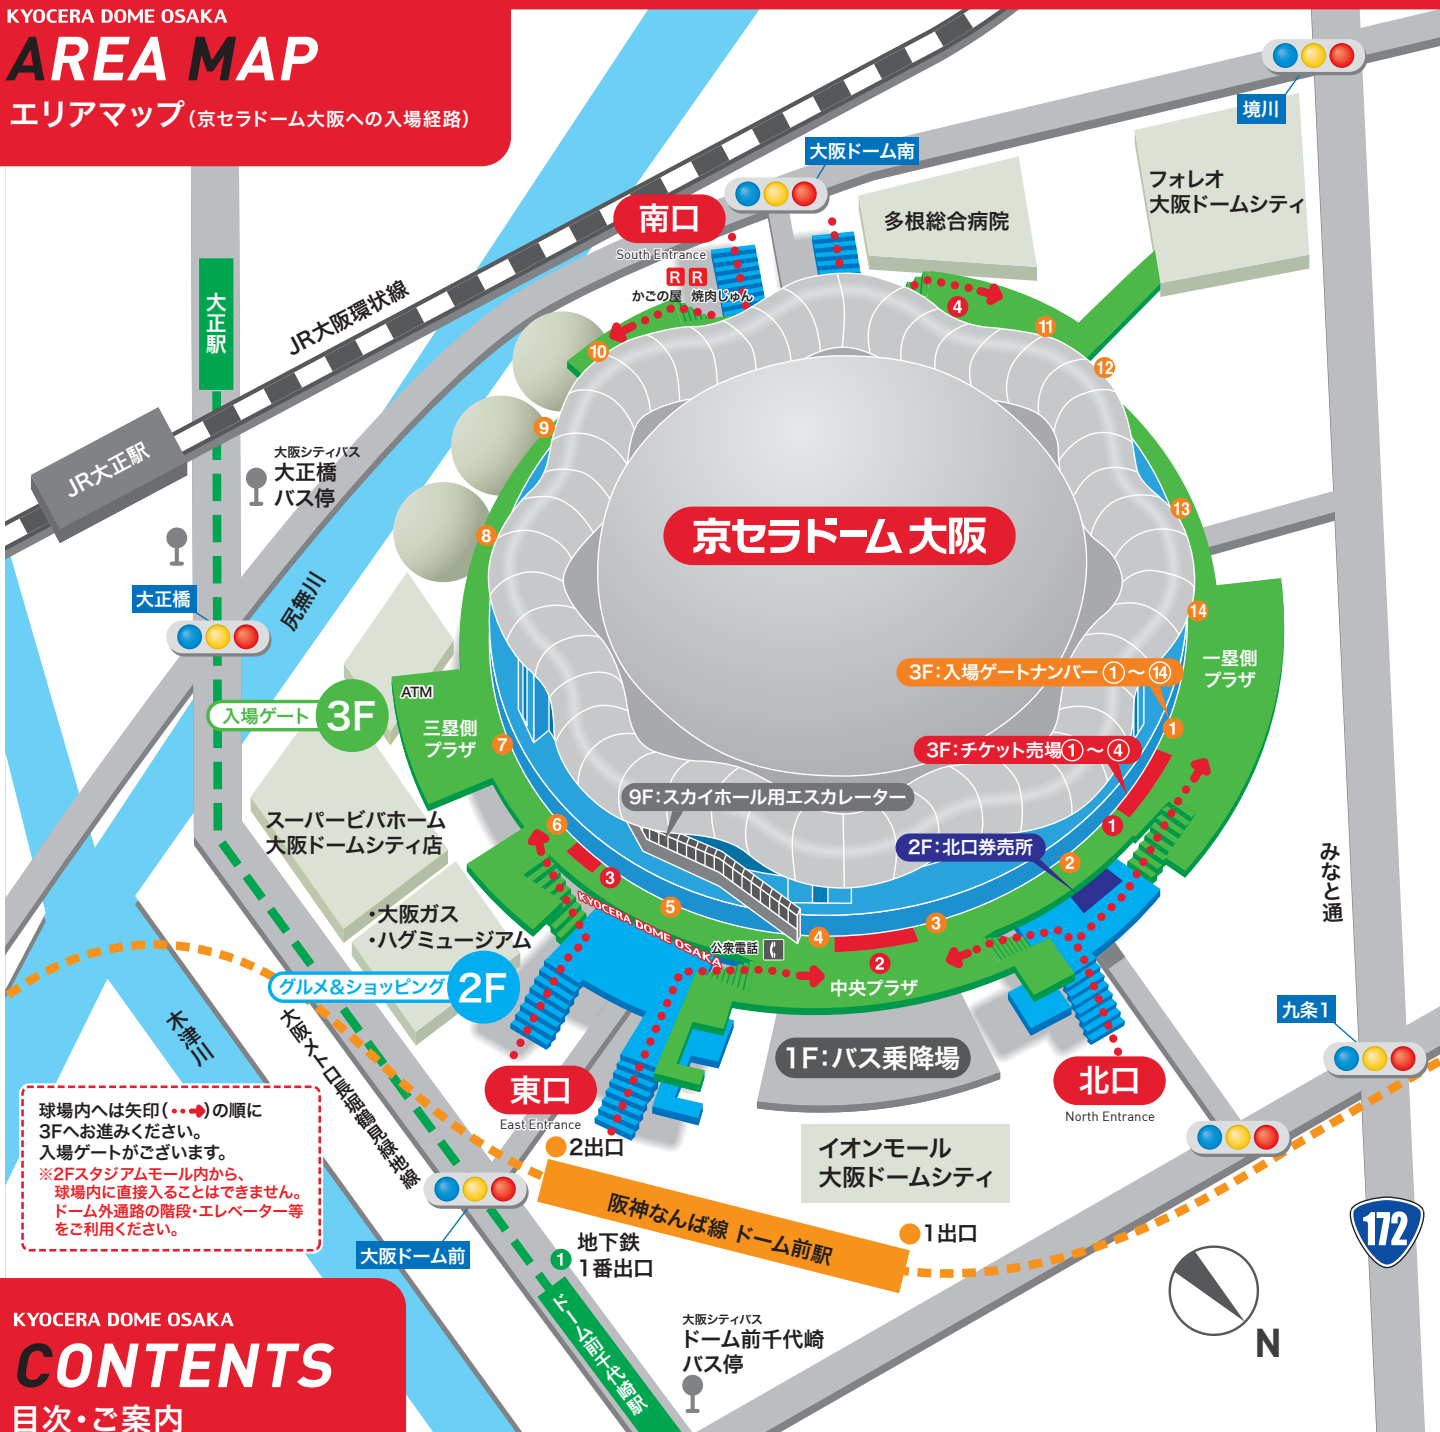 KYOCERA DOME OSAKA
AREA MAP
エリアマップ(京セラドーム大阪への入場経路)
境川
大阪ドーム南
南口
South Entrance
R R
かごの屋 焼肉じゅん
多根総合病院
フォレオ
大阪ドームシティ
大正駅
JR大阪環状線
JR大正駅
大阪シティバス
大正橋
バス停
大正橋
尻無川
4
11
12
10
9
8
13
14
京セラドーム 大阪
一塁側
プラザ
3F:入場ゲートナンバー①〜⑭
1
3F:チケット売場①〜④
1
9F:スカイホール用エスカレーター
2F:北口券売所
2
ATM
入場ゲート 3F
三塁側
プラザ
7
6
3
5
4
3
2
スーパービバホーム
大阪ドームシティ店
・大阪ガス
・ハグミュージアム
KYOCERA DOME OSAKA
公衆電話
中央プラザ
グルメ&ショッピング 2F
みなと通
九条1
木津川
大阪メトロ長堀鶴見緑地線
1F:バス乗降場
東口
East Entrance
北口
North Entrance
球場内へは矢印( )の順に
3Fへお進みください。
入場ゲートがございます。
※2Fスタジアムモール内から、
球場内に直接入ることはできません。
ドーム外通路の階段・エレベーター等
をご利用ください。
2出口
イオンモール
大阪ドームシティ
阪神なんば線 ドーム前駅
1出口
172
大阪ドーム前
1
地下鉄
1番出口
ドーム前千代崎駅
大阪シティバス
ドーム前千代崎
バス停
N
KYOCERA DOME OSAKA
CONTENTS
目次・ご案内